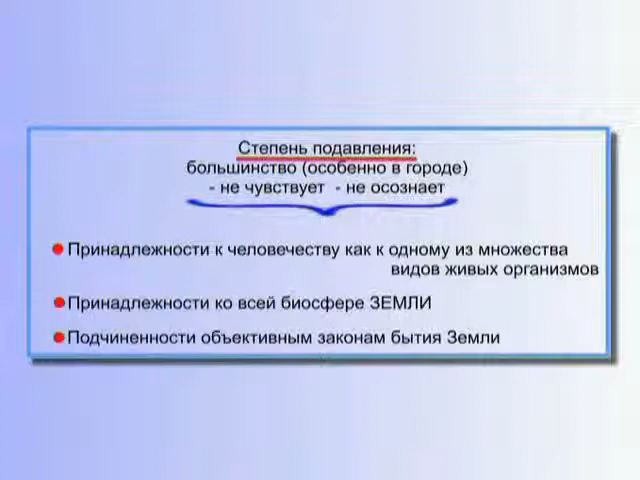 Степень подавления:
большинство (особенно в городе)
- не чувствует - не осознает
Принадлежности к человечеству как к одному из множества
видов живых организмов
Принадлежности ко всей биосфере ЗЕМЛИ
Подчиненности объективным законам бытия Земли